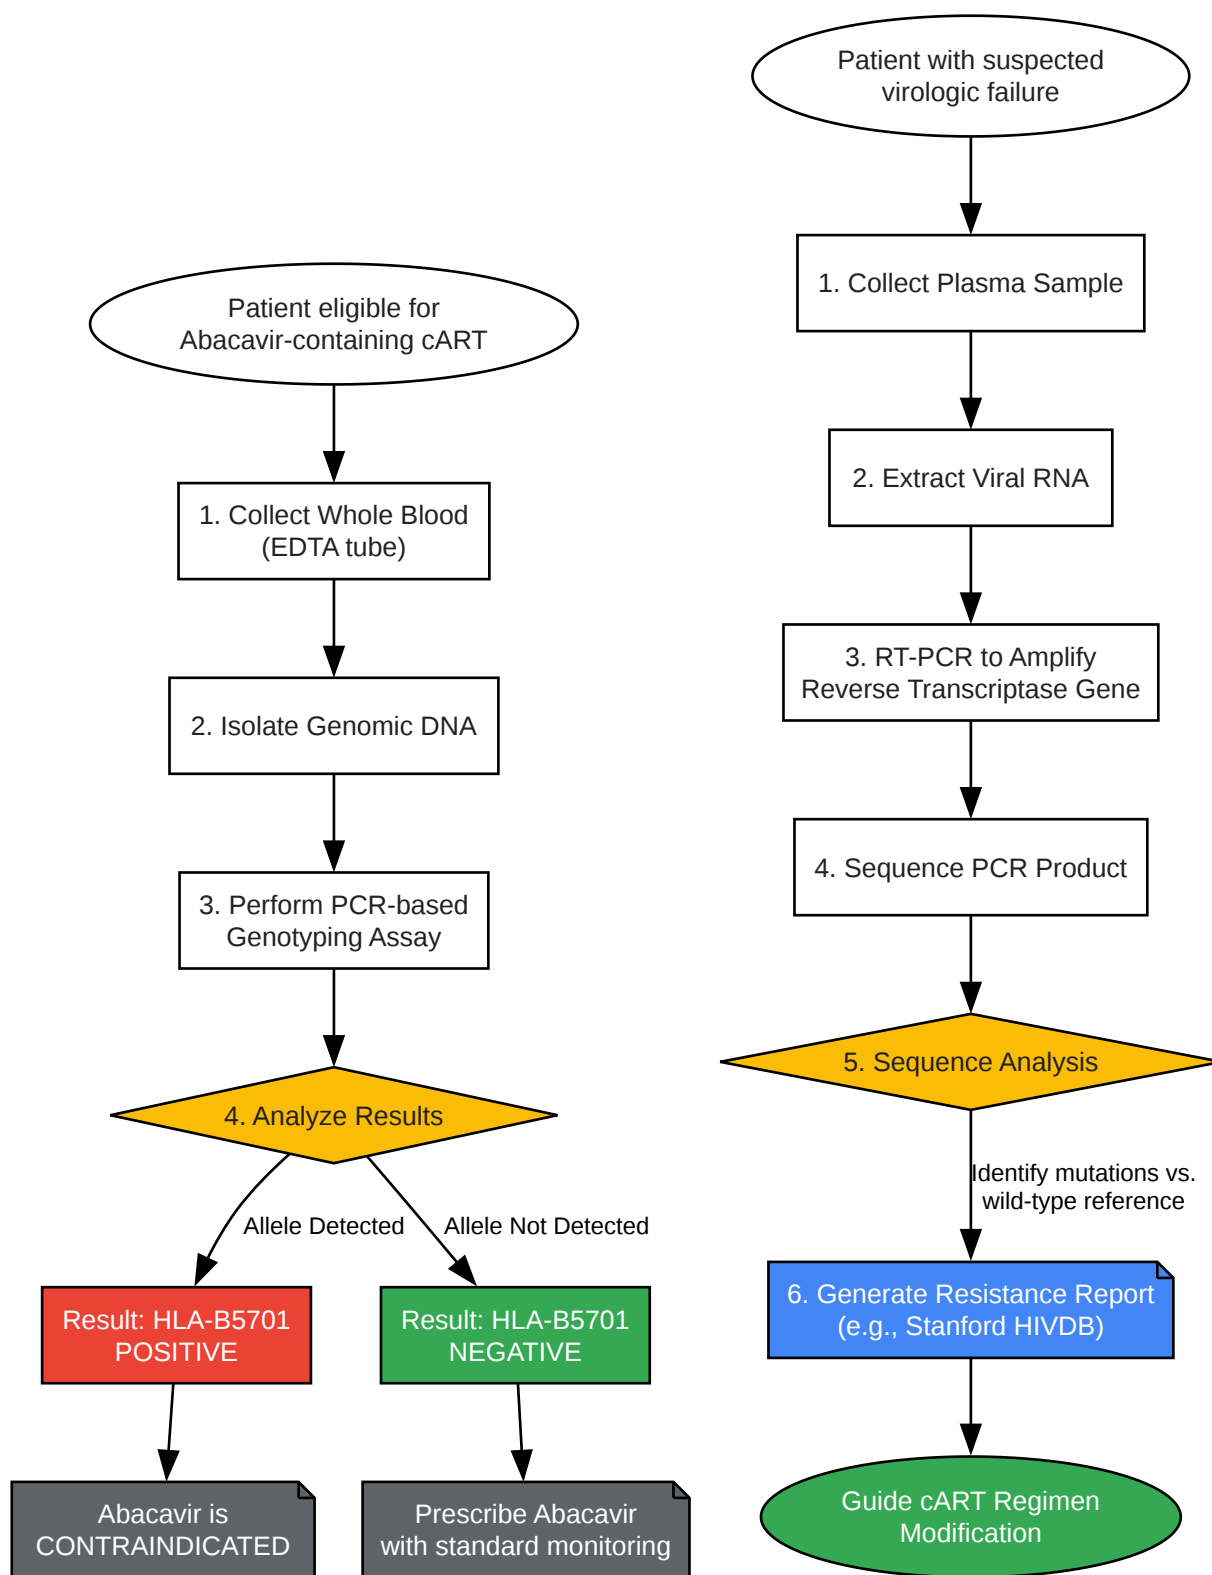 Patient eligible for
Abacavir-containing cART
1. Collect Whole Blood
(EDTA tube)
2. Isolate Genomic DNA
3. Perform PCR-based
Genotyping Assay
4. Analyze Results
Allele Detected
Allele Not Detected
Result: HLA-B5701
POSITIVE
Result: HLA-B5701
NEGATIVE
Abacavir is
CONTRAINDICATED
Prescribe Abacavir
with standard monitoring
Patient with suspected
virologic failure
1. Collect Plasma Sample
2. Extract Viral RNA
3. RT-PCR to Amplify
Reverse Transcriptase Gene
4. Sequence PCR Product
5. Sequence Analysis
Identify mutations vs.
wild-type reference
6. Generate Resistance Report
(e.g., Stanford HIVDB)
Guide cART Regimen
Modification